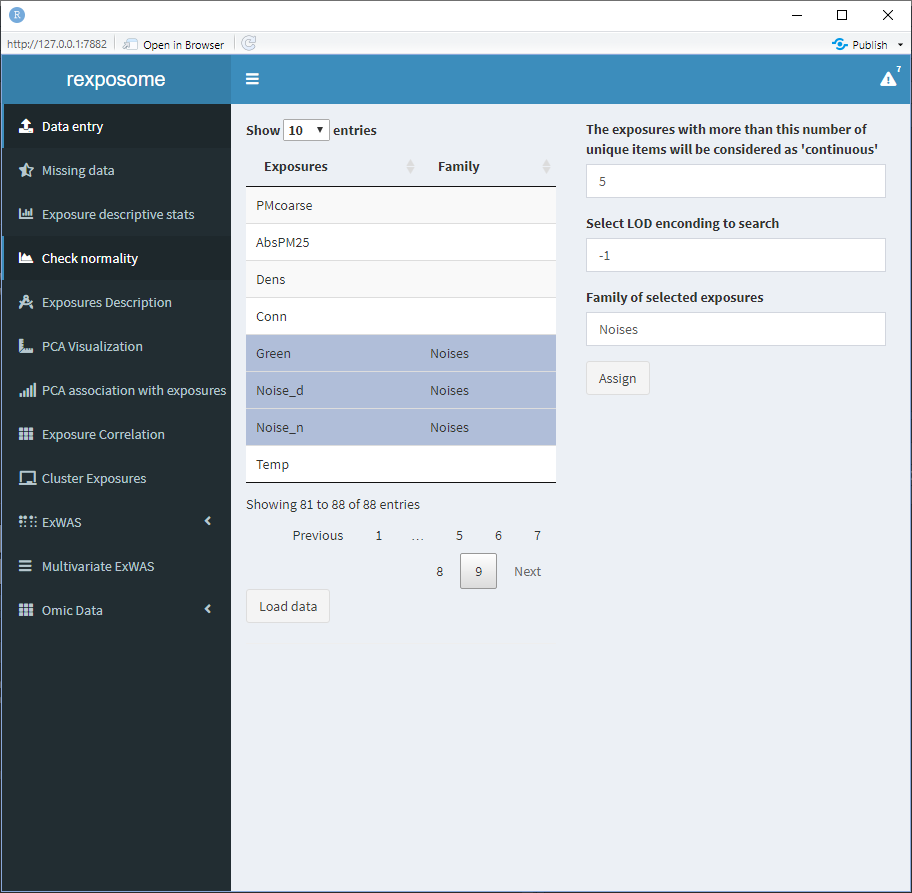 R
http://127.0.0.1:7882 Open in Browser Publish
rexposome 7
Data entry
Missing data
Exposure descriptive stats
Check normality
Exposures Description
PCA Visualization
PCA association with exposures
Exposure Correlation
Cluster Exposures
ExWAS
Multivariate ExWAS
Omic Data
Show 10 entries
Exposures Family
PMcoarse
AbsPM25
Dens
Conn
Green Noises
Noise_d Noises
Noise_n Noises
Temp
Showing 81 to 88 of 88 entries
Previous 1 ... 5 6 7
8 9 Next
Load data
The exposures with more than this number of
unique items will be considered as 'continuous'
5
Select LOD enconding to search
-1
Family of selected exposures
Noises
Assign